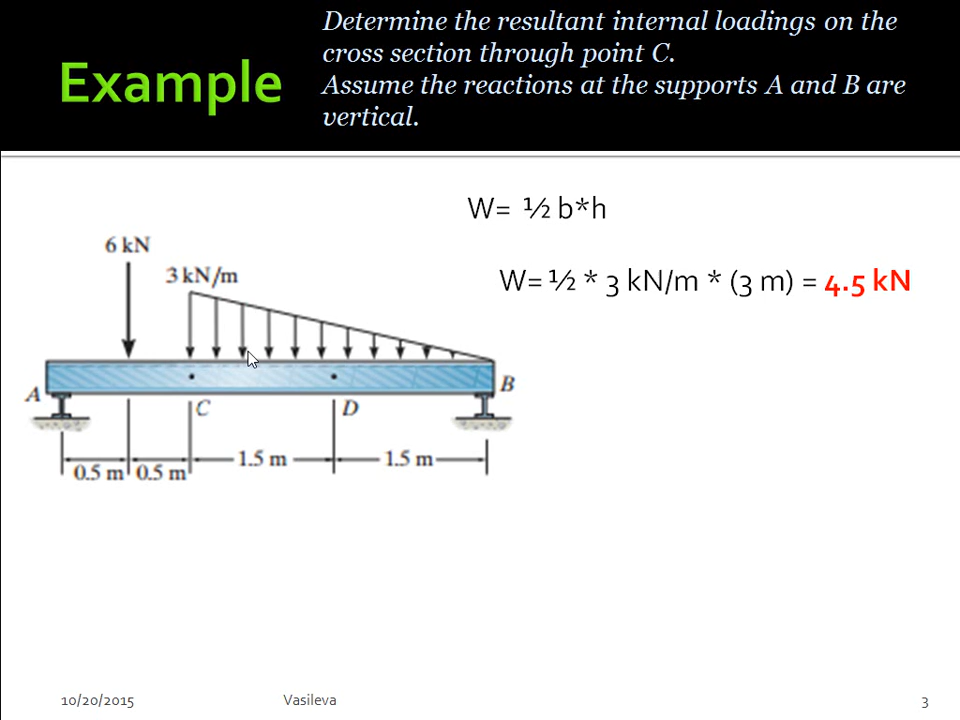 Example
Determine the resultant internal loadings on the
cross section through point C.
Assume the reactions at the supports A and B are
vertical.
W= ½ b*h
W= ½ * 3 kN/m * (3 m) = 4.5 kN
6 kN
3 kN/m
A
B
C
D
0.5 m
0.5 m
1.5 m
1.5 m
10/20/2015
Vasileva
3